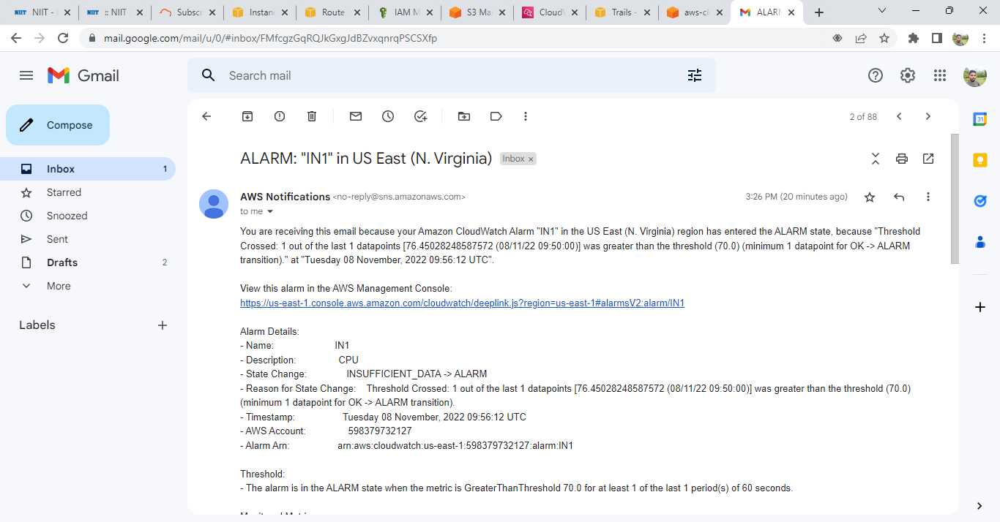 NIIT -
:: NIIT
Subscr
Instanc
Route
IAM M
S3 Ma
Cloud
Trails -
aws-cl
ALAR
mail.google.com/mail/u/0/#inbox/FMfcgzGqRQJkGxgJdBZvxqnrqPSCSXfp
Gmail
Search mail
Compose
2 of 88
Inbox 1
Starred
Snoozed
Sent
Drafts 2
More
Labels
ALARM: "IN1" in US East (N. Virginia) Inbox x
AWS Notifications <no-reply@sns.amazonaws.com> 3:26 PM (20 minutes ago)
to me
You are receiving this email because your Amazon CloudWatch Alarm "IN1" in the US East (N. Virginia) region has entered the ALARM state, because "Threshold
Crossed: 1 out of the last 1 datapoints [76.45028248587572 (08/11/22 09:50:00)] was greater than the threshold (70.0) (minimum 1 datapoint for OK -> ALARM
transition)." at "Tuesday 08 November, 2022 09:56:12 UTC".
View this alarm in the AWS Management Console:
https://us-east-1.console.aws.amazon.com/cloudwatch/deeplink.js?region=us-east-1#alarmsV2:alarm/IN1
Alarm Details:
- Name: IN1
- Description: CPU
- State Change: INSUFFICIENT_DATA -> ALARM
- Reason for State Change: Threshold Crossed: 1 out of the last 1 datapoints [76.45028248587572 (08/11/22 09:50:00)] was greater than the threshold (70.0)
(minimum 1 datapoint for OK -> ALARM transition).
- Timestamp: Tuesday 08 November, 2022 09:56:12 UTC
- AWS Account: 598379732127
- Alarm Arn: arn:aws:cloudwatch:us-east-1:598379732127:alarm:IN1
Threshold:
- The alarm is in the ALARM state when the metric is GreaterThanThreshold 70.0 for at least 1 of the last 1 period(s) of 60 seconds.